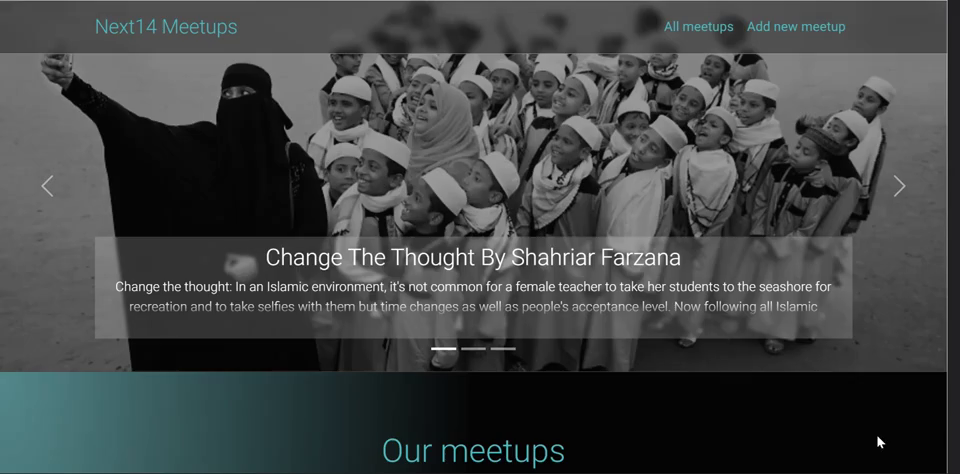 Next14 Meetups
All meetups Add new meetup
Change The Thought By Shahriar Farzana
Change the thought: In an Islamic environment, it's not common for a female teacher to take her students to the seashore for
recreation and to take selfies with them but time changes as well as people's acceptance level. Now following all Islamic
Our meetups